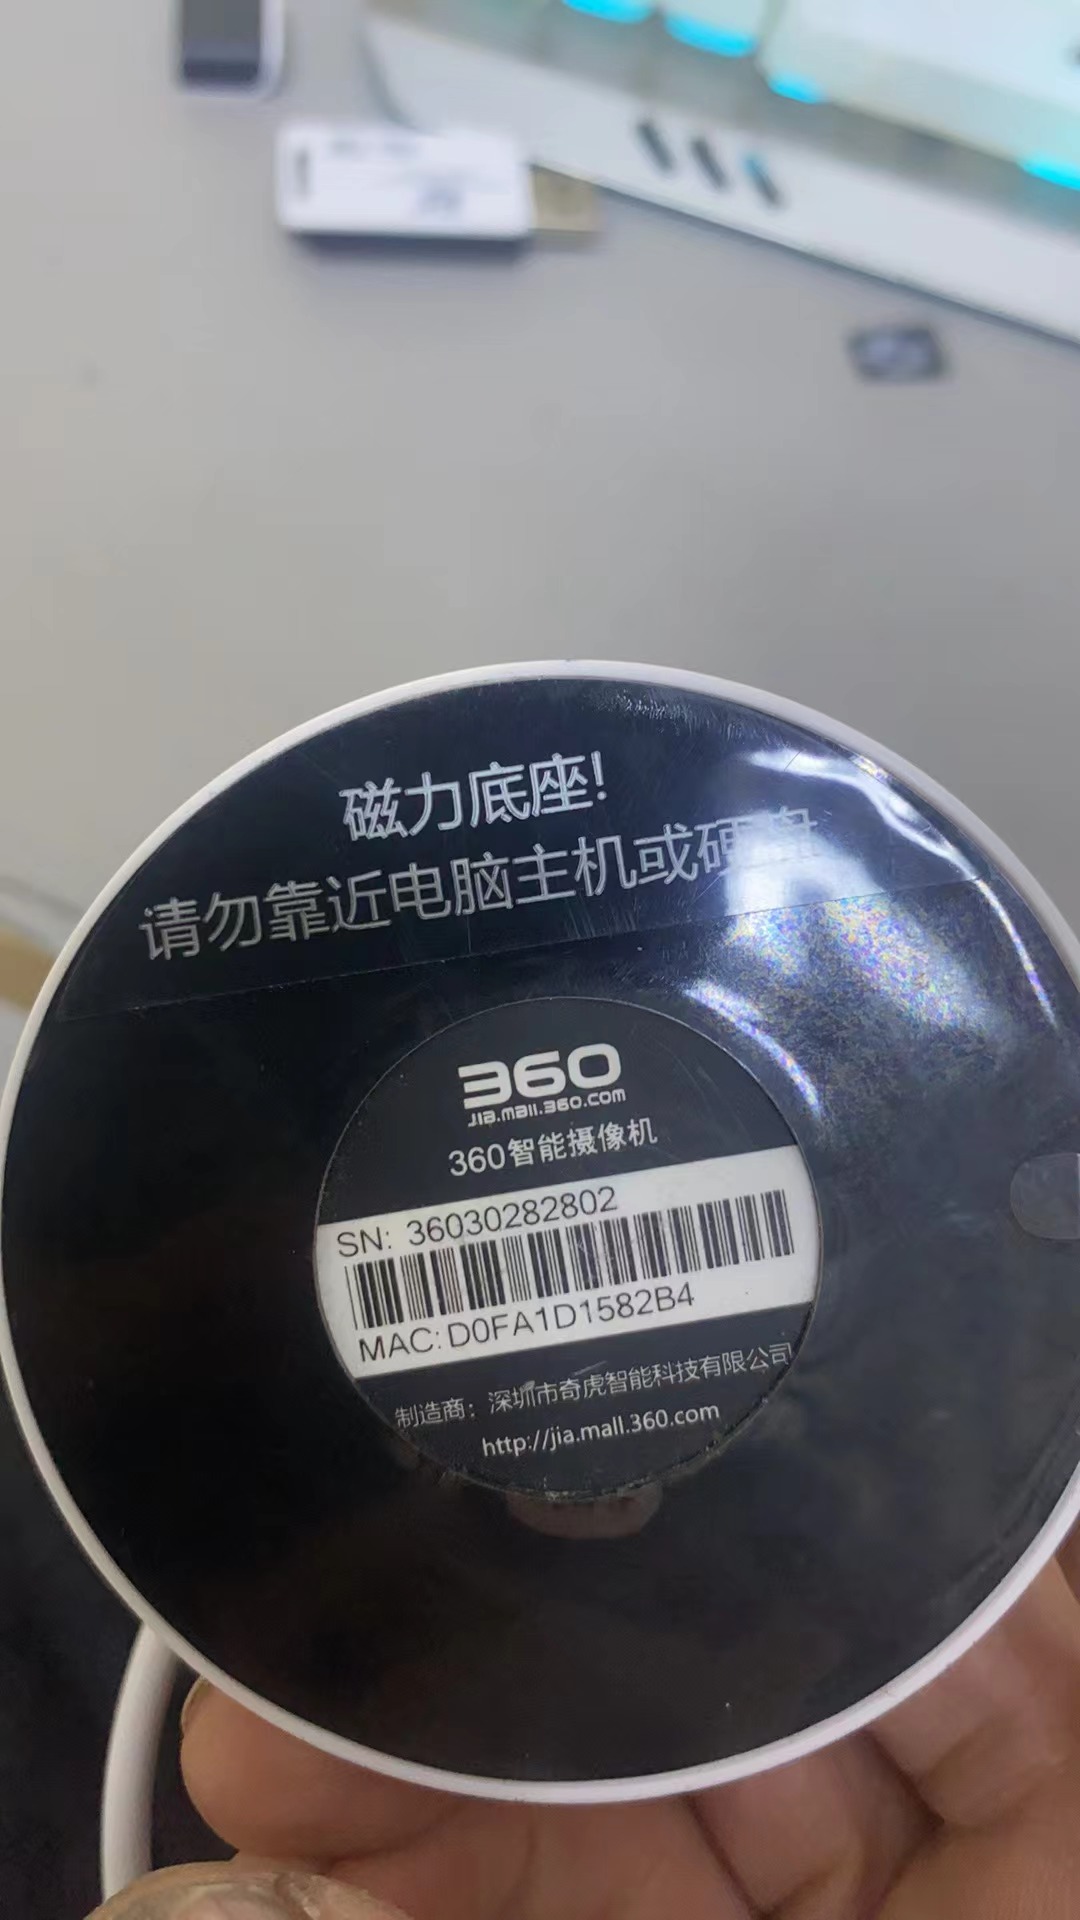 磁力底座!
请勿靠近电脑主机或硬盘
360
jia.mall.360.com
360智能摄像机
SN: 36030282802
MAC: D0FA1D1582B4
制造商：深圳市奇虎智能科技有限公司
http://jia.mall.360.com